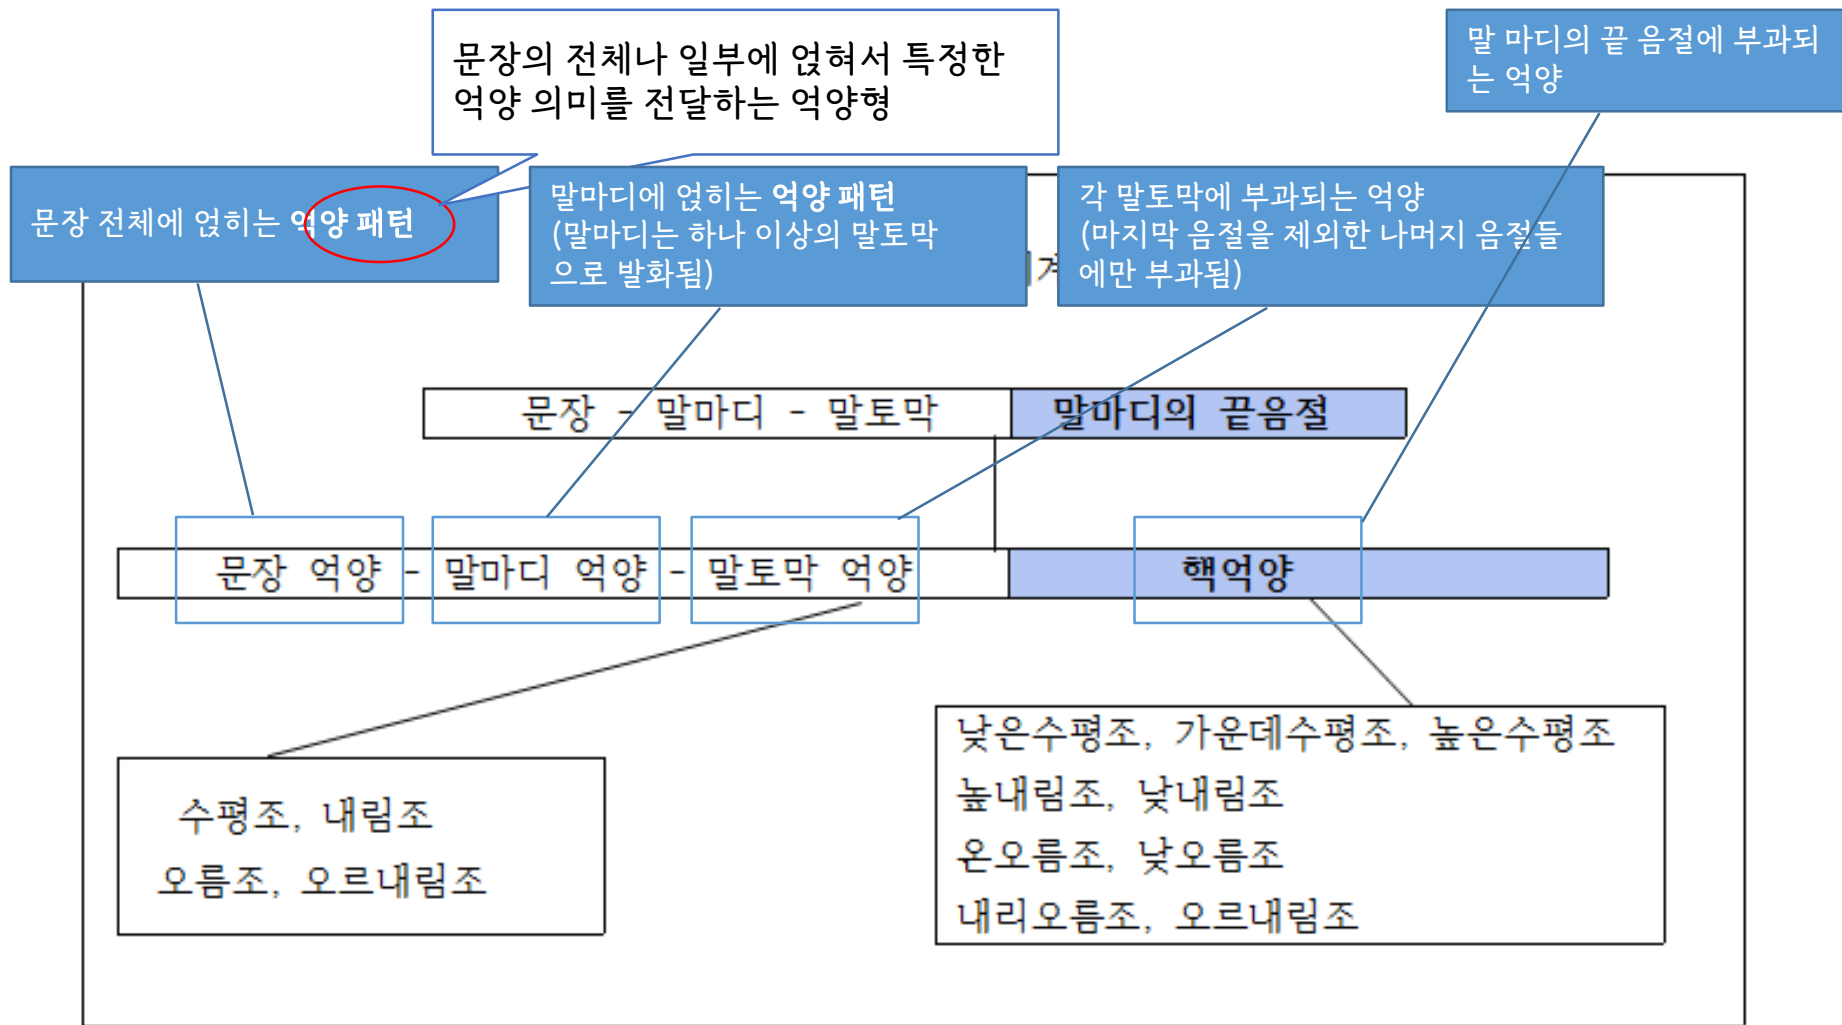 문장의 전체나 일부에 얹혀서 특정한
억양 의미를 전달하는 억양형
말 마디의 끝 음절에 부과되
는 억양
문장 전체에 얹히는 억양 패턴
말마디에 얹히는 억양 패턴
(말마디는 하나 이상의 말토막
으로 발화됨)
각 말토막에 부과되는 억양
(마지막 음절을 제외한 나머지 음절들
에만 부과됨)
문장 - 말마디 - 말토막 말마디의 끝음절
문장 억양 - 말마디 억양 - 말토막 억양 핵억양
수평조, 내림조
오름조, 오르내림조
낮은수평조, 가운데수평조, 높은수평조
높내림조, 낮내림조
온오름조, 낮오름조
내리오름조, 오르내림조